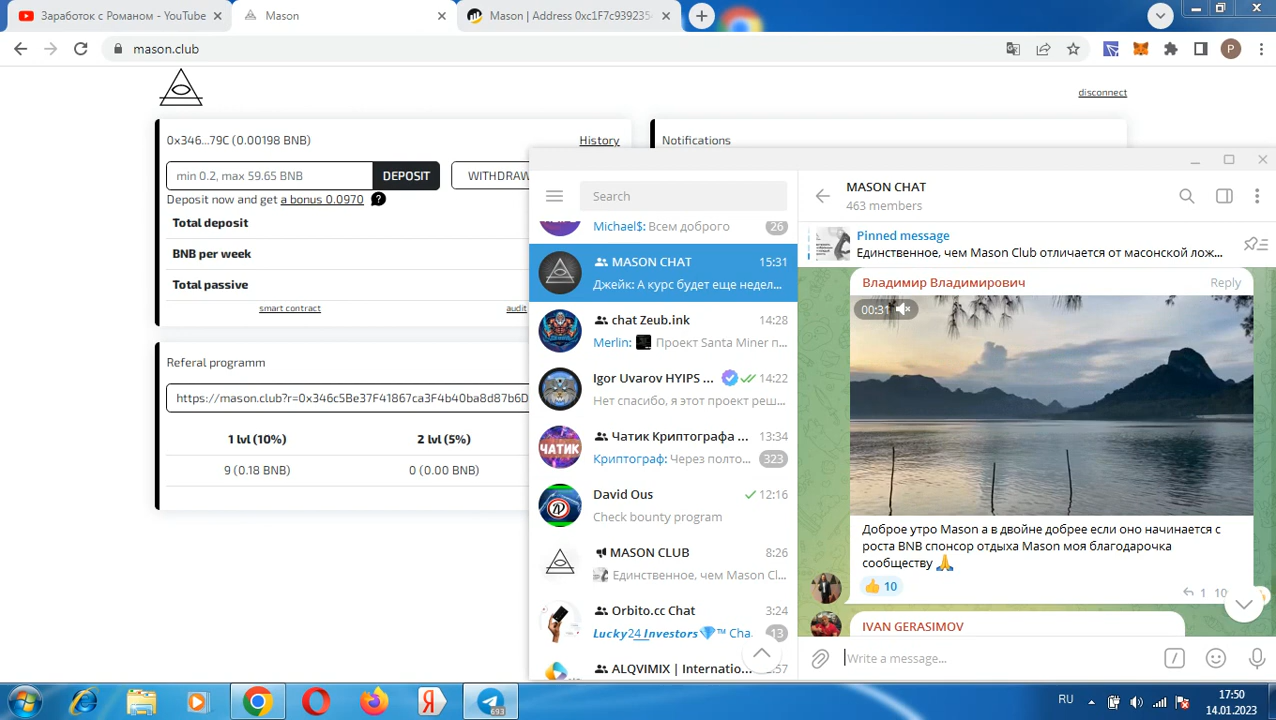 Заработок с Романом - YouTube
Mason
Mason | Address 0xc1f7c939235
mason.club
P
disconnect
0x346...79C (0.00198 BNB)
History
Notifications
min 0.2, max 59.65 BNB
DEPOSIT
WITHDRAW
Deposit now and get a bonus 0.0970
?
Total deposit
BNB per week
Total passive
smart contract
audit
Referal programm
https://mason.club?r=0x346c5Be37F41867ca3F4b40ba8d87b6D
1 lvl (10%)
2 lvl (5%)
9 (0.18 BNB)
0 (0.00 BNB)
Search
Michael$: Всем доброго
26
MASON CHAT
15:31
Джейк: А курс будет еще недел...
chat Zeub.ink
14:28
Merlin: Проект Santa Miner п...
Igor Uvarov HYIPS ...
14:22
Нет спасибо, я этот проект реш...
ЧАТИК
Чатик Криптографа ...
13:34
Криптограф: Через полто...
323
David Ous
12:16
Check bounty program
MASON CLUB
8:26
Единственное, чем Mason Cl...
Orbito.cc Chat
3:24
Lucky24_Investors™ Cha
13
ALQVIMIX | Internatio...
MASON CHAT
463 members
Pinned message
Единственное, чем Mason Club отличается от масонской лож...
Владимир Владимирович
Reply
00:31
Доброе утро Mason а в двойне добрее если оно начинается с
роста BNB спонсор отдыха Mason моя благодарочка
сообществу
10
1
IVAN GERASIMOV
Write a message...
Я
693
RU
17:50
14.01.2023